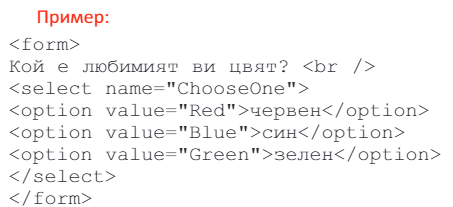 Пример:
<form>
Кой е любимият ви цвят? <br />
<select name="ChooseOne">
<option value="Red">червен</option>
<option value="Blue">син</option>
<option value="Green">зелен</option>
</select>
</form>